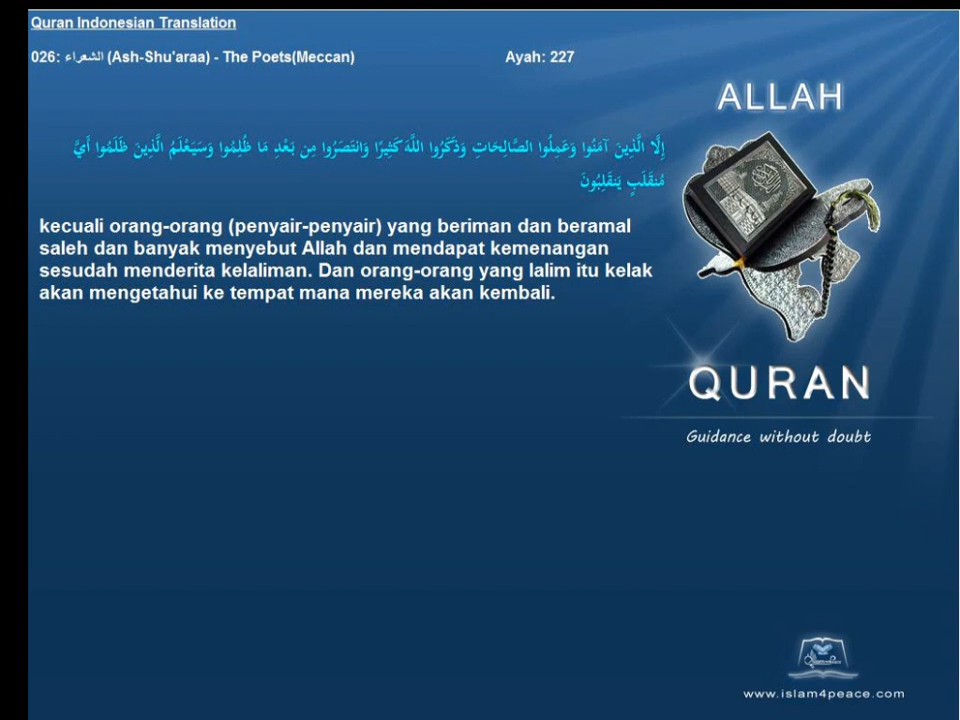 Quran Indonesian Translation
026: الشعراء (Ash-Shu'araa) - The Poets(Meccan) Ayah: 227
ALLAH
إِلَّا الَّذِينَ آمَنُوا وَعَمِلُوا الصَّالِحَاتِ وَذَكَرُوا اللَّهَ كَثِيرًا وَانتَصَرُوا مِن بَعْدِ مَا ظُلِمُوا وَسَيَعْلَمُ الَّذِينَ ظَلَمُوا أَيَّ
مُنقَلَبٍ يَنقَلِبُونَ
kecuali orang-orang (penyair-penyair) yang beriman dan beramal
saleh dan banyak menyebut Allah dan mendapat kemenangan
sesudah menderita kelaliman. Dan orang-orang yang lalim itu kelak
akan mengetahui ke tempat mana mereka akan kembali.
QURAN
Guidance without doubt
www.islam4peace.com